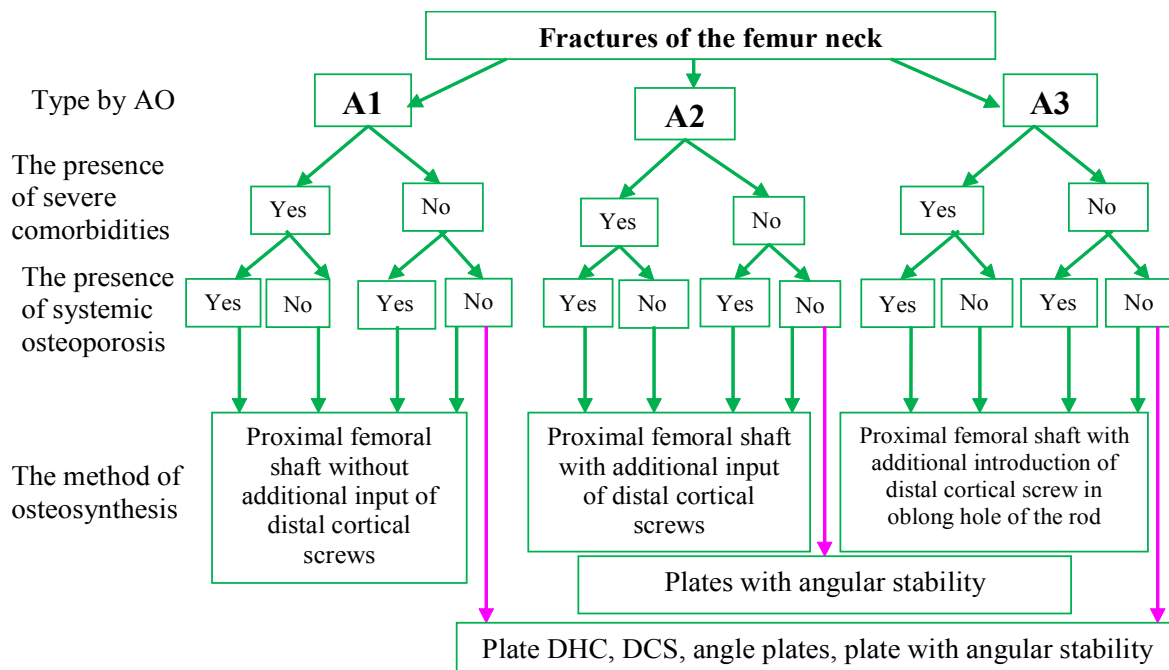 Fractures of the femur neck
Type by AO
A1
A2
A3
The presence
of severe
comorbidities
Yes
No
Yes
No
Yes
No
The presence
of systemic
osteoporosis
Yes
No
Yes
No
Yes
No
Yes
No
Yes
No
Yes
No
The method of
osteosynthesis
Proximal femoral
shaft without
additional input of
distal cortical
screws
Proximal femoral shaft
with additional input
of distal cortical
screws
Proximal femoral shaft with
additional introduction of
distal cortical screw in
oblong hole of the rod
Plates with angular stability
Plate DHC, DCS, angle plates, plate with angular stability